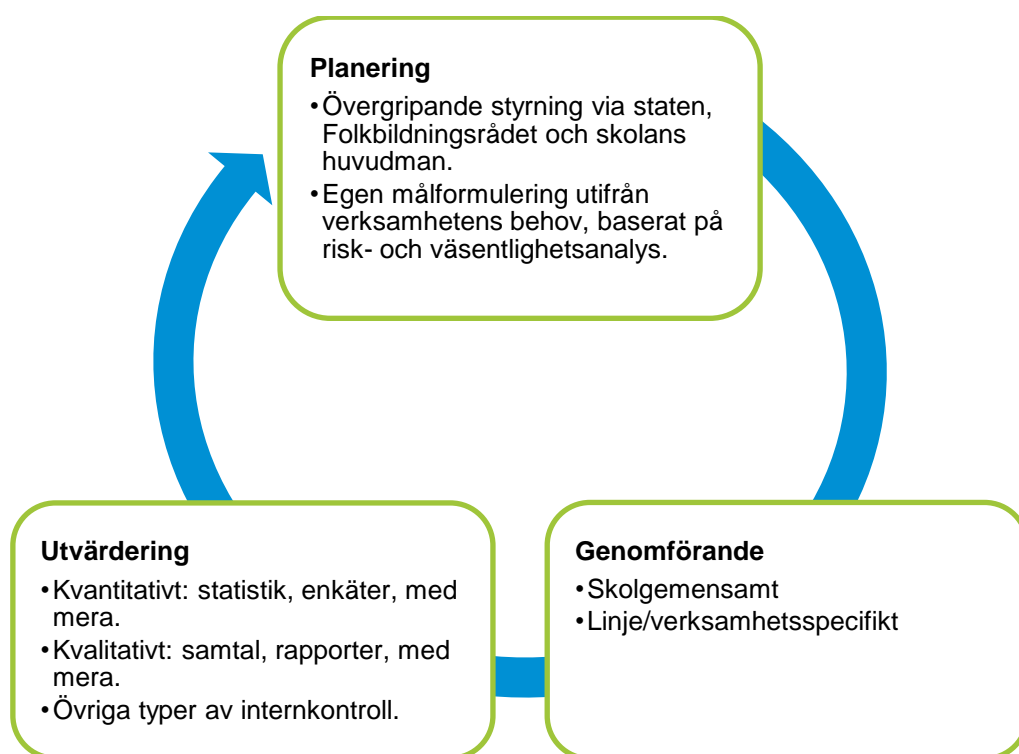 Planering
•Övergripande styrning via staten,
Folkbildningsrådet och skolans
huvudman.
•Egen målformulering utifrån
verksamhetens behov, baserat på
risk- och väsentlighetsanalys.
Genomförande
•Skolgemensamt
•Linje/verksamhetsspecifikt
Utvärdering
•Kvantitativt: statistik, enkäter, med
mera.
•Kvalitativt: samtal, rapporter, med
mera.
•Övriga typer av internkontroll.